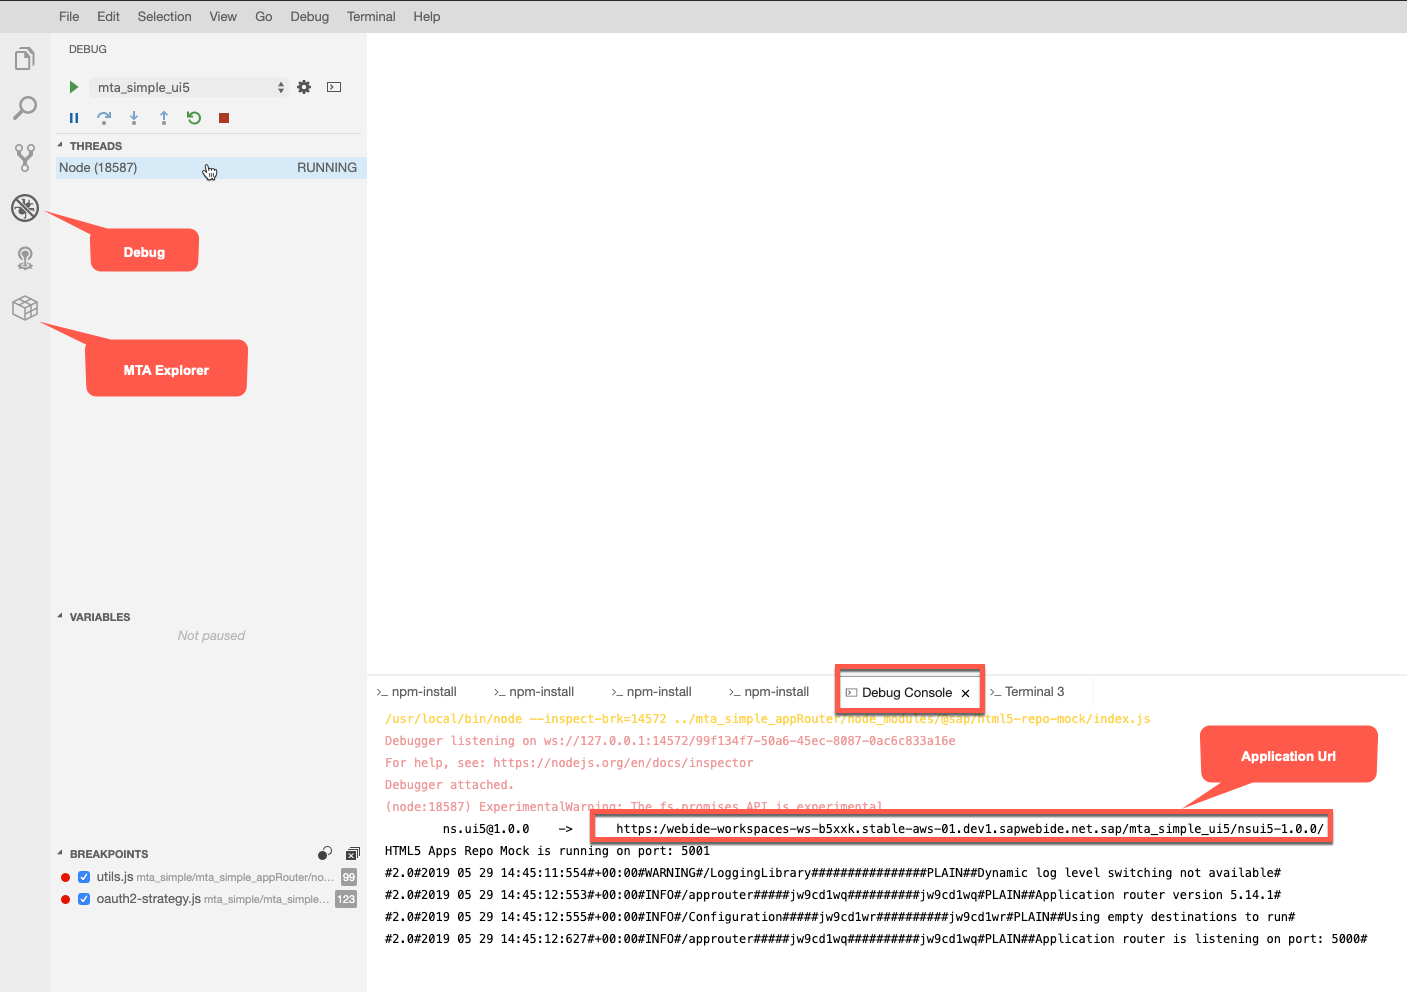 File Edit Selection View Go Debug Terminal Help
DEBUG
mta_simple_ui5
THREADS
Node (18587) RUNNING
Debug
MTA Explorer
VARIABLES
Not paused
BREAKPOINTS
utils.js mta_simple/mta_simple_appRouter/no... 99
oauth2-strategy.js mta_simple/mta_simple... 123
>_ npm-install >_ npm-install >_ npm-install >_ npm-install Debug Console × >_ Terminal 3
/usr/local/bin/node --inspect-brk=14572 ../mta_simple_appRouter/node_modules/@sap/html5-repo-mock/index.js
Debugger listening on ws://127.0.0.1:14572/99f134f7-50a6-45ec-8087-0ac6c833a16e
For help, see: https://nodejs.org/en/docs/inspector
Debugger attached.
(node:18587) ExperimentalWarning: The fs.promises API is experimental
Application Url
ns.ui5@1.0.0 -> https:/webide-workspaces-ws-b5xxk.stable-aws-01.dev1.sapwebide.net.sap/mta_simple_ui5/nsui5-1.0.0/
HTML5 Apps Repo Mock is running on port: 5001
#2.0#2019 05 29 14:45:11:554#+00:00#WARNING#/LoggingLibrary################PLAIN##Dynamic log level switching not available#
#2.0#2019 05 29 14:45:12:553#+00:00#INFO#/approuter#####jw9cd1wq##########jw9cd1wq#PLAIN##Application router version 5.14.1#
#2.0#2019 05 29 14:45:12:555#+00:00#INFO#/Configuration#####jw9cd1wr##########jw9cd1wr#PLAIN##Using empty destinations to run#
#2.0#2019 05 29 14:45:12:627#+00:00#INFO#/approuter#####jw9cd1wq##########jw9cd1wq#PLAIN##Application router is listening on port: 5000#